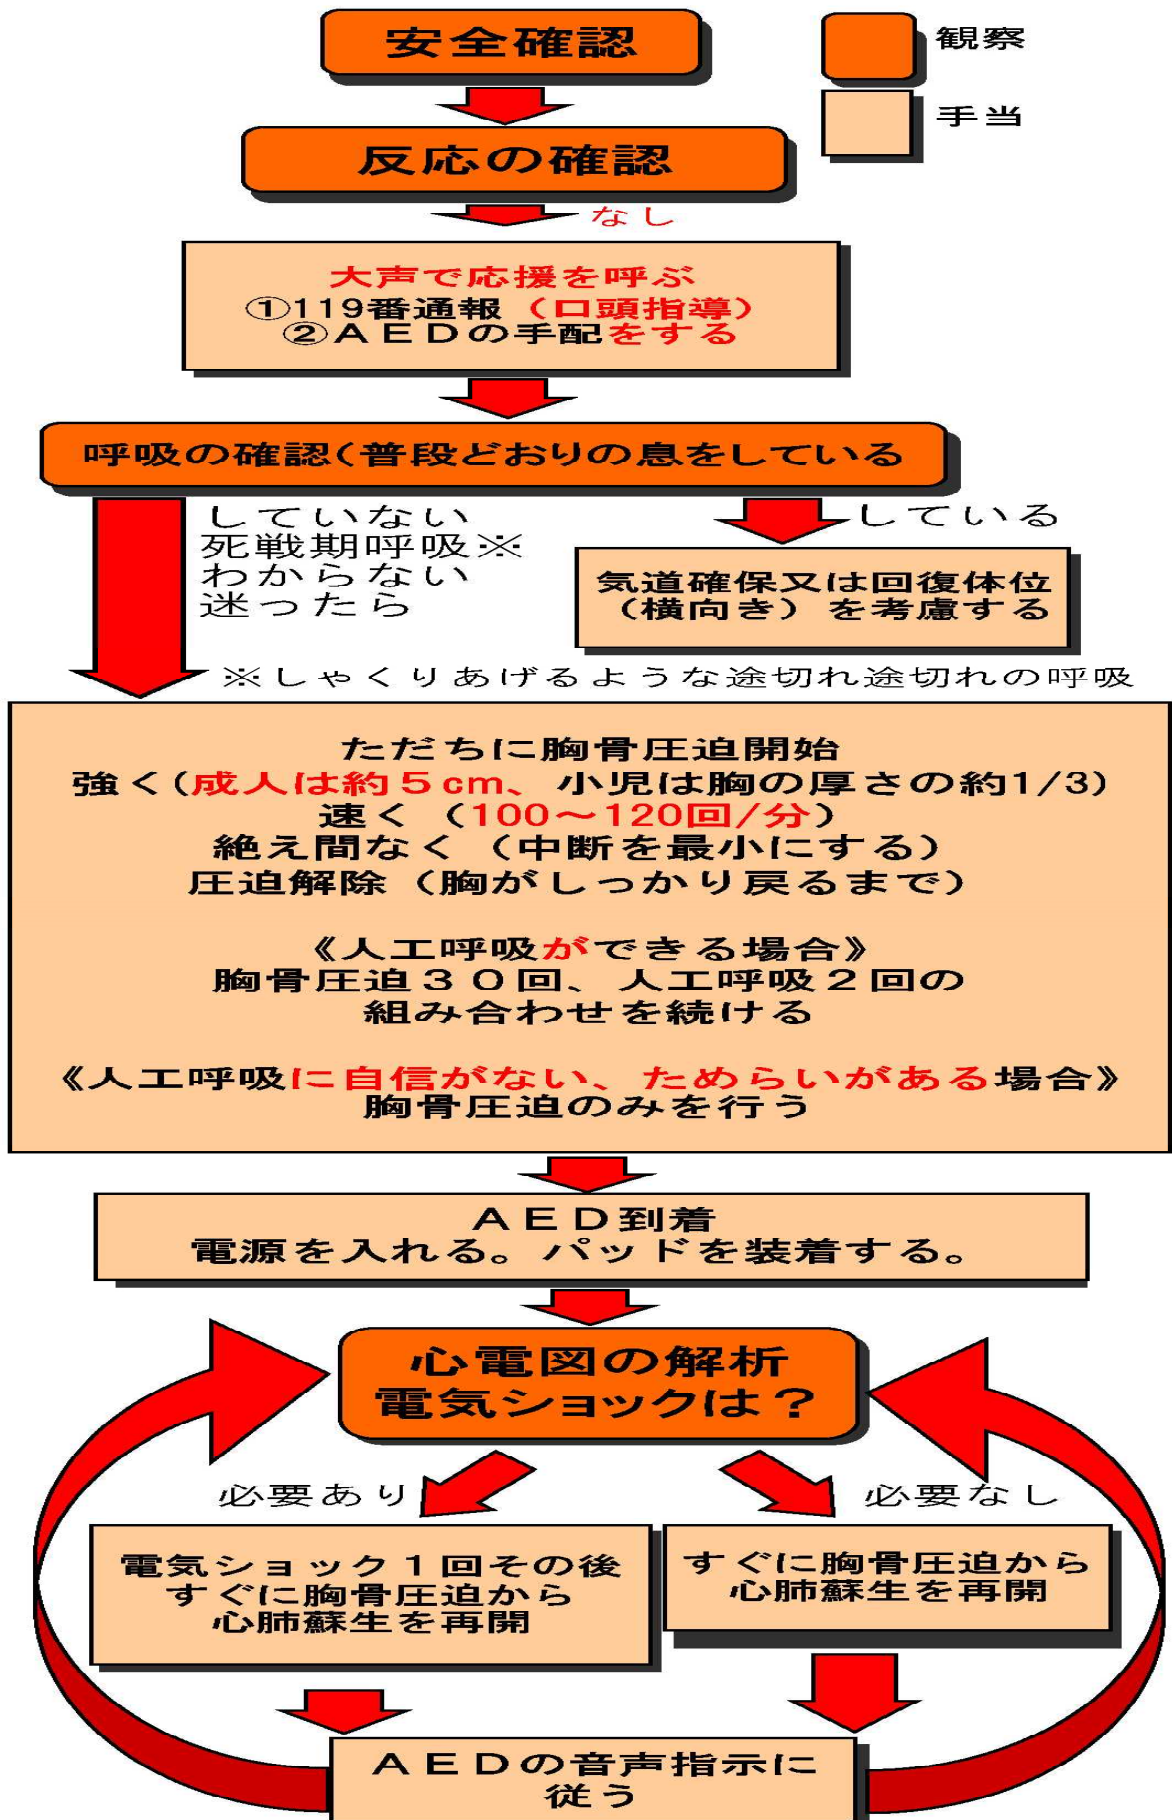 安全確認
観察
手当
反応の確認
なし
大声で応援を呼ぶ
①119番通報（口頭指導）
②ＡＥＤの手配をする
呼吸の確認(普段どおりの息をしている
していない
死戦期呼吸※
わからない
迷ったら
している
気道確保又は回復体位
（横向き）を考慮する
※しゃくりあげるような途切れ途切れの呼吸
ただちに胸骨圧迫開始
強く(成人は約５cm、小児は胸の厚さの約1/3)
速く（100～120回/分）
絶え間なく（中断を最小にする）
圧迫解除（胸がしっかり戻るまで）
《人工呼吸ができる場合》
胸骨圧迫３０回、人工呼吸２回の
組み合わせを続ける
《人工呼吸に自信がない、ためらいがある場合》
胸骨圧迫のみを行う
ＡＥＤ到着
電源を入れる。パッドを装着する。
心電図の解析
電気ショックは？
必要あり
必要なし
電気ショック１回その後
すぐに胸骨圧迫から
心肺蘇生を再開
すぐに胸骨圧迫から
心肺蘇生を再開
ＡＥＤの音声指示に
従う